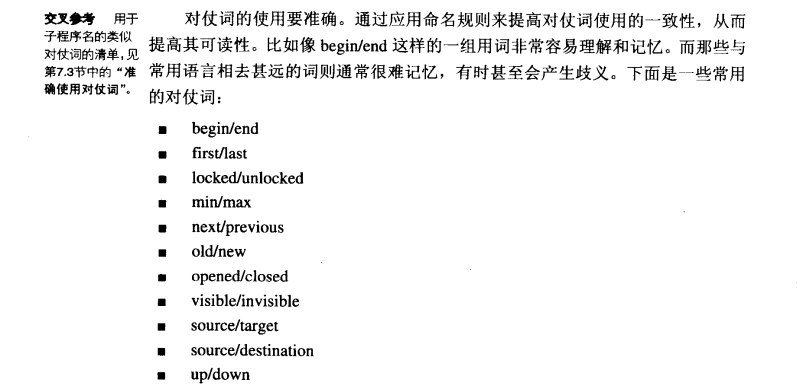 交叉参考 用于
子程序名的类似
对仗词的清单，见
第7.3节中的“准
确使用对仗词”。
对仗词的使用要准确。通过应用命名规则来提高对仗词使用的一致性，从而
提高其可读性。比如像 begin/end 这样的一组用词非常容易理解和记忆。而那些与
常用语言相去甚远的词则通常很难记忆，有时甚至会产生歧义。下面是一些常用
的对仗词：
■ begin/end
■ first/last
■ locked/unlocked
■ min/max
■ next/previous
■ old/new
■ opened/closed
■ visible/invisible
■ source/target
■ source/destination
■ up/down